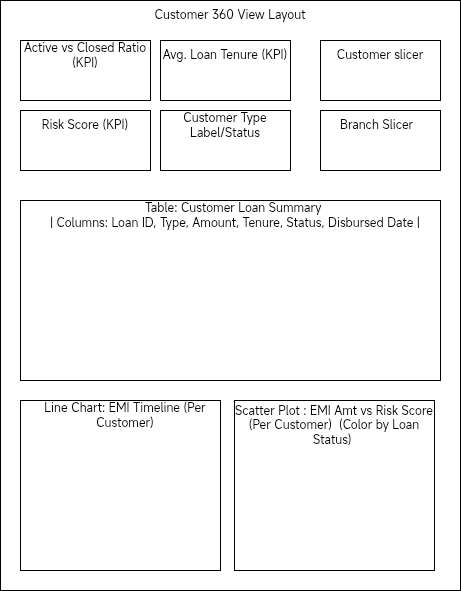 Customer 360 View Layout
Active vs Closed Ratio
(KPI)
Avg. Loan Tenure (KPI)
Customer slicer
Risk Score (KPI)
Customer Type
Label/Status
Branch Slicer
Table: Customer Loan Summary
| Columns: Loan ID, Type, Amount, Tenure, Status, Disbursed Date |
Line Chart: EMI Timeline (Per
Customer)
Scatter Plot : EMI Amt vs Risk Score
(Per Customer) (Color by Loan
Status)